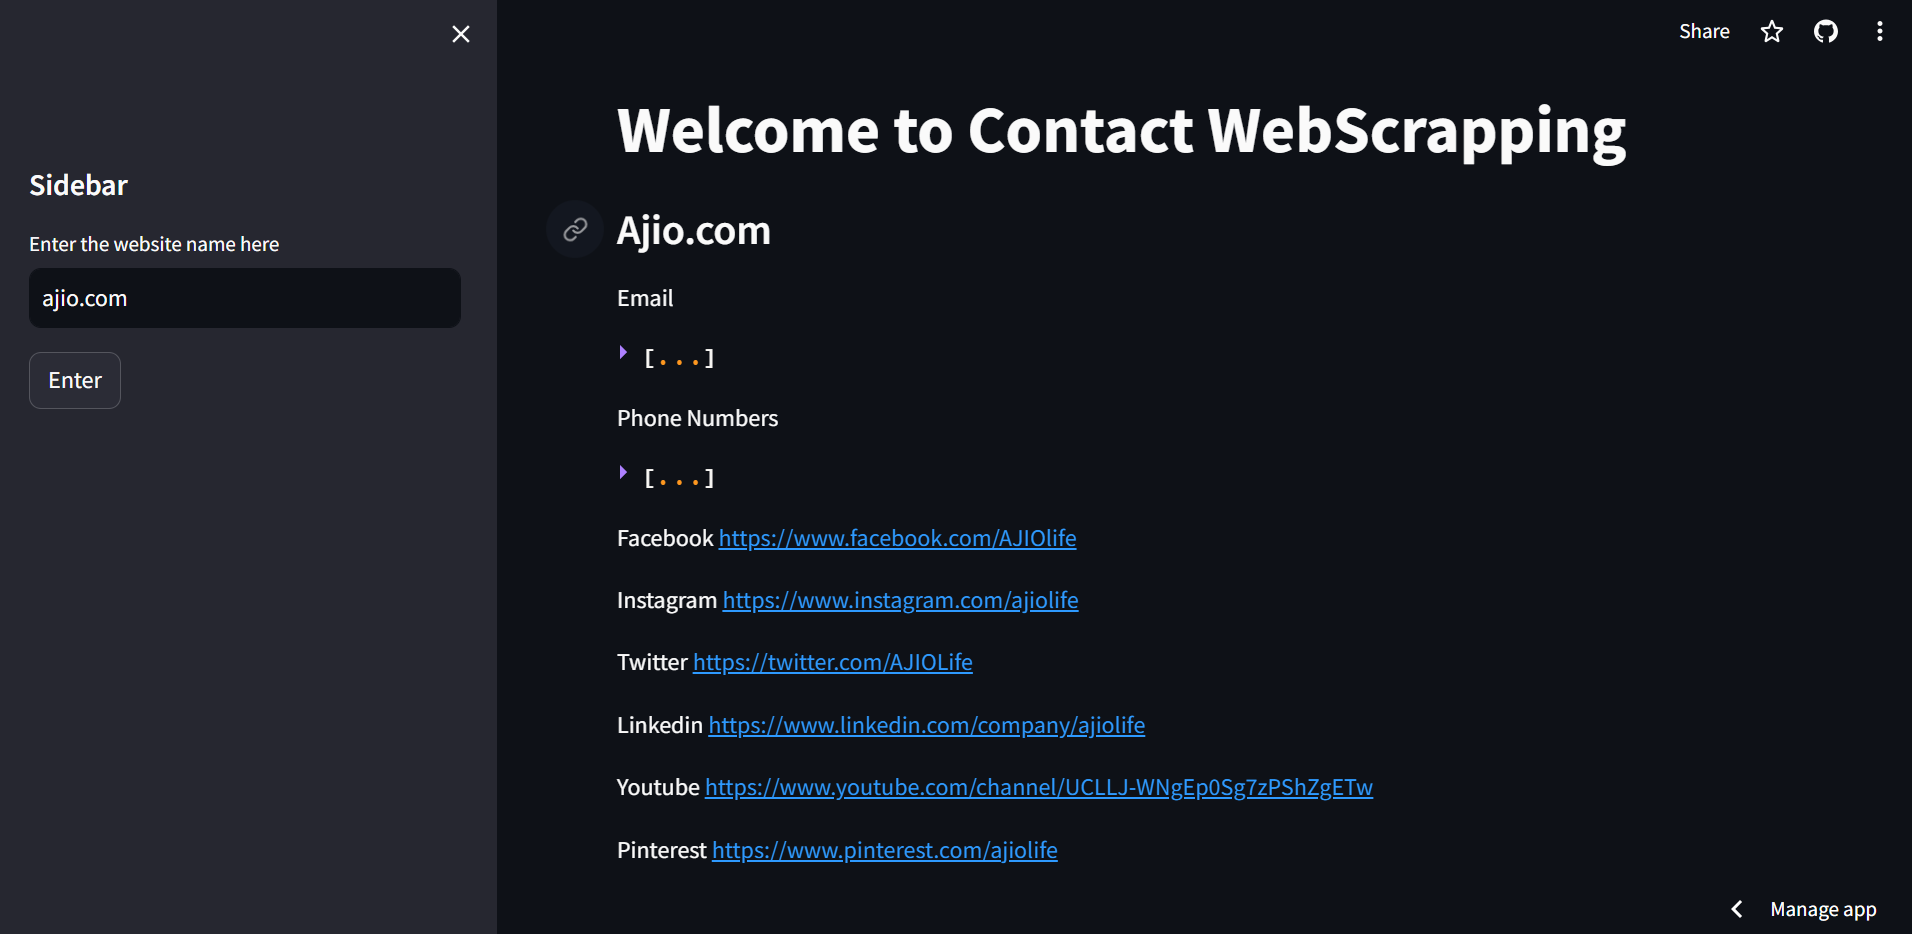 Sidebar
Enter the website name here
ajio.com
Enter
Share
Welcome to Contact WebScrapping
Ajio.com
Email
[...]
Phone Numbers
[...]
Facebook https://www.facebook.com/AJIOlife
Instagram https://www.instagram.com/ajiolife
Twitter https://twitter.com/AJIOLife
Linkedin https://www.linkedin.com/company/ajiolife
Youtube https://www.youtube.com/channel/UCLLJ-WNgEp0Sg7zPShZgETw
Pinterest https://www.pinterest.com/ajiolife
Manage app